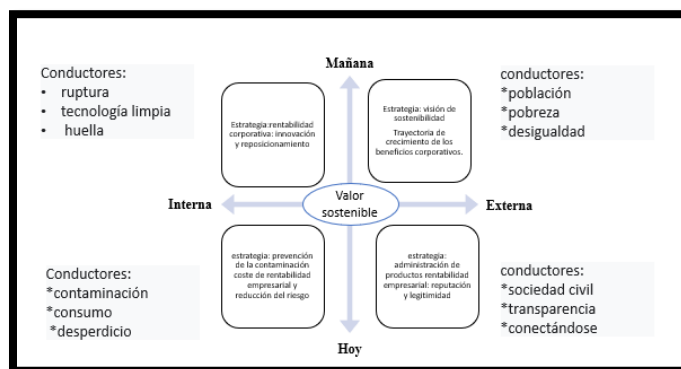 Mañana
Conductores:
• ruptura
• tecnología limpia
• huella
Estrategia:rentabilidad
corporativa: innovación
y reposicionamiento
Estrategia: visión de
sostenibilidad
Trayectoria de
crecimiento de los
beneficios corporativos.
conductores:
*población
*pobreza
*desigualdad
Interna
Valor
sostenible
Externa
Conductores:
*contaminación
*consumo
*desperdicio
estrategia: prevención
de la contaminación
coste de rentabilidad
empresarial y
reducción del riesgo
estrategia:
administración de
productos rentabilidad
empresarial: reputación
y legitimidad
conductores:
*sociedad civil
*transparencia
*conectándose
Hoy